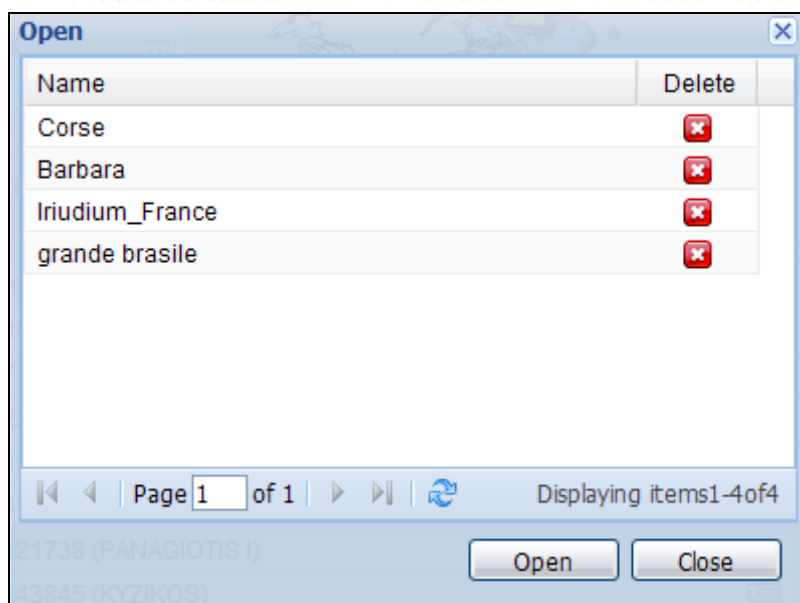 Open
Name Delete
Corse
Barbara
Iriudium_France
grande brasile
Page 1 of 1 Displaying items1-4of4
21738 (PANAGIOTIS I)
Open Close
43845 (KYZIKOS)